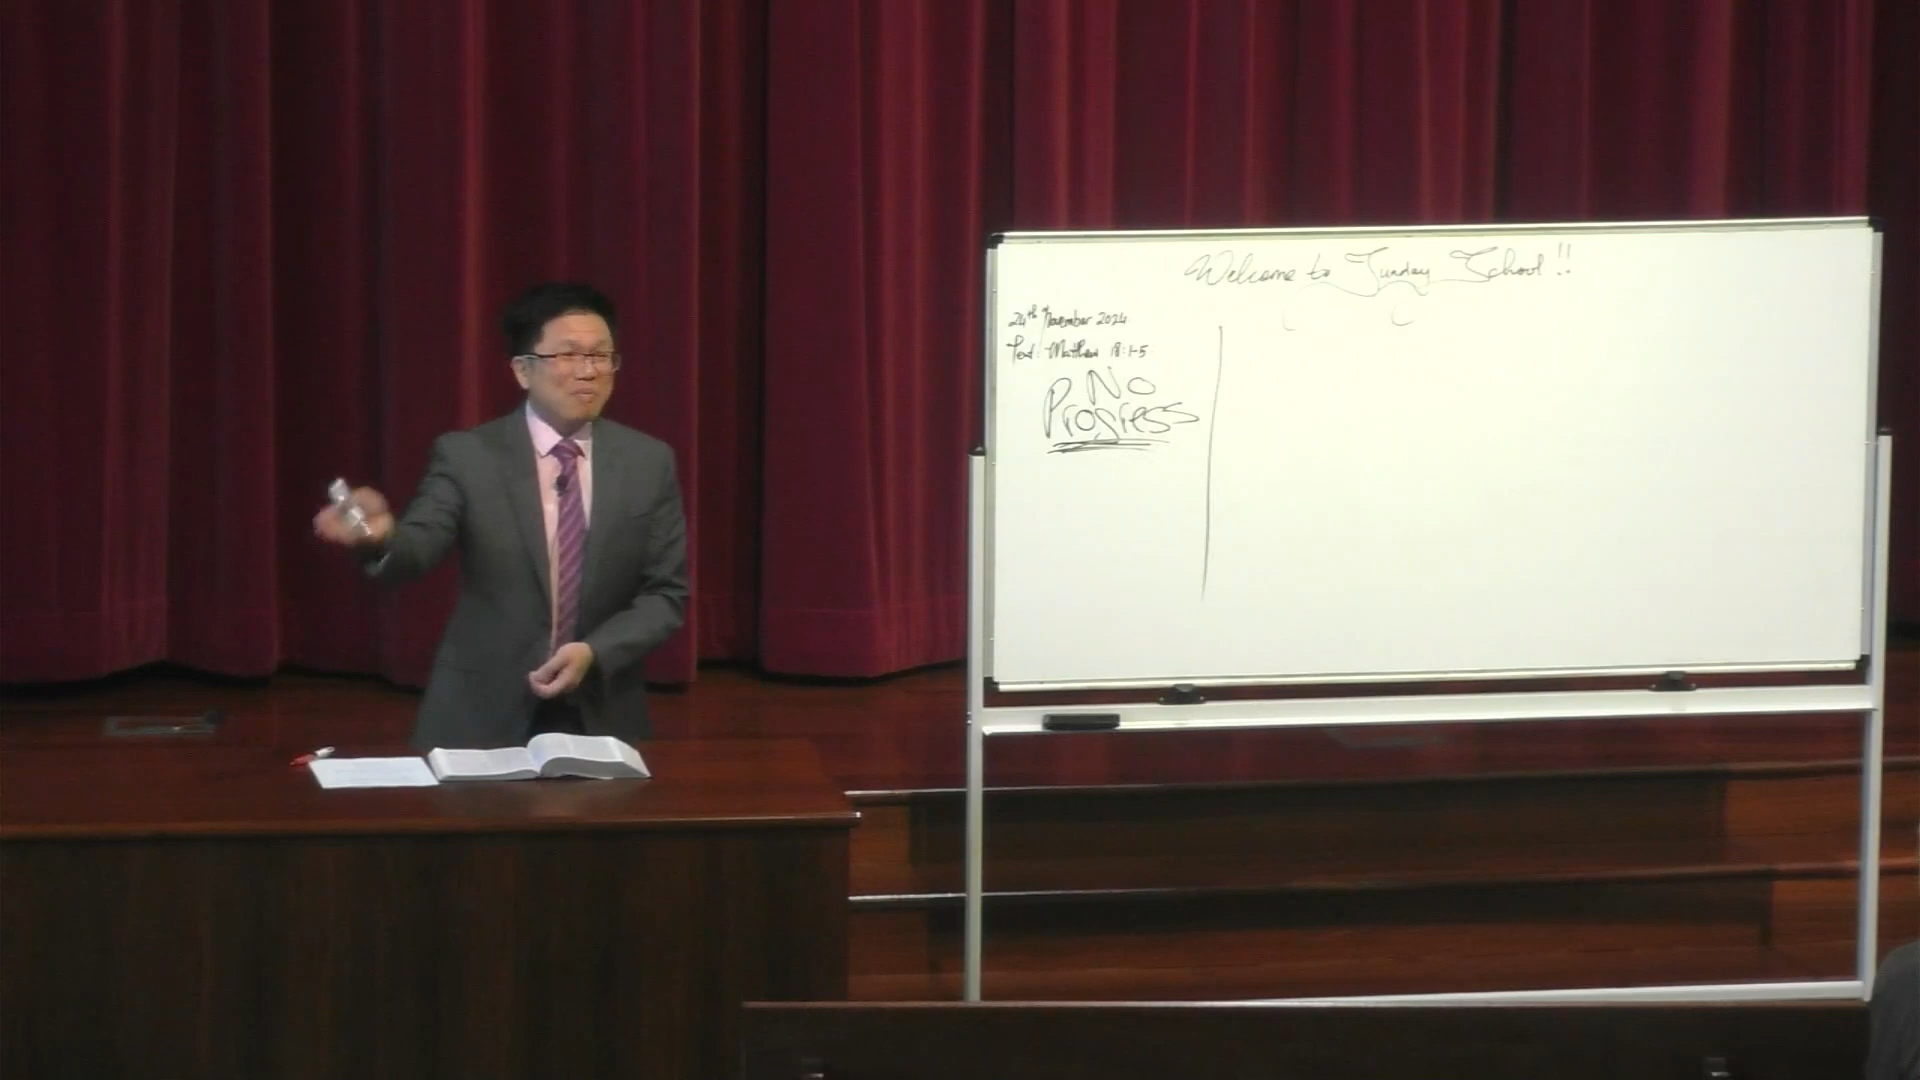 Welcome to Sunday School!!
24th November 2024
Text: Matthew 18:1-5
No
Progress